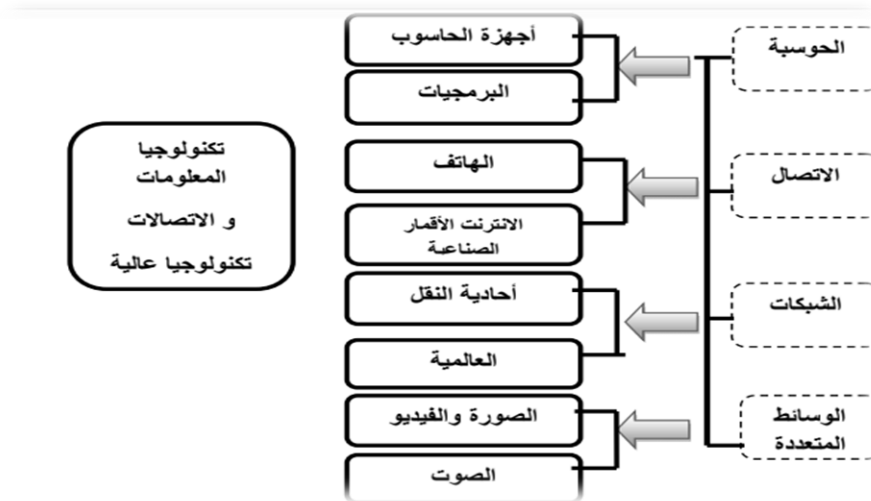 الحوسبة
أجهزة الحاسوب
البرمجيات
الاتصال
الهاتف
الانترنت الأقمار
الصناعية
الشبكات
أحادية النقل
العالمية
الوسائط
المتعددة
الصورة والفيديو
الصوت
تكنولوجيا
المعلومات
و الاتصالات
تكنولوجيا عالية